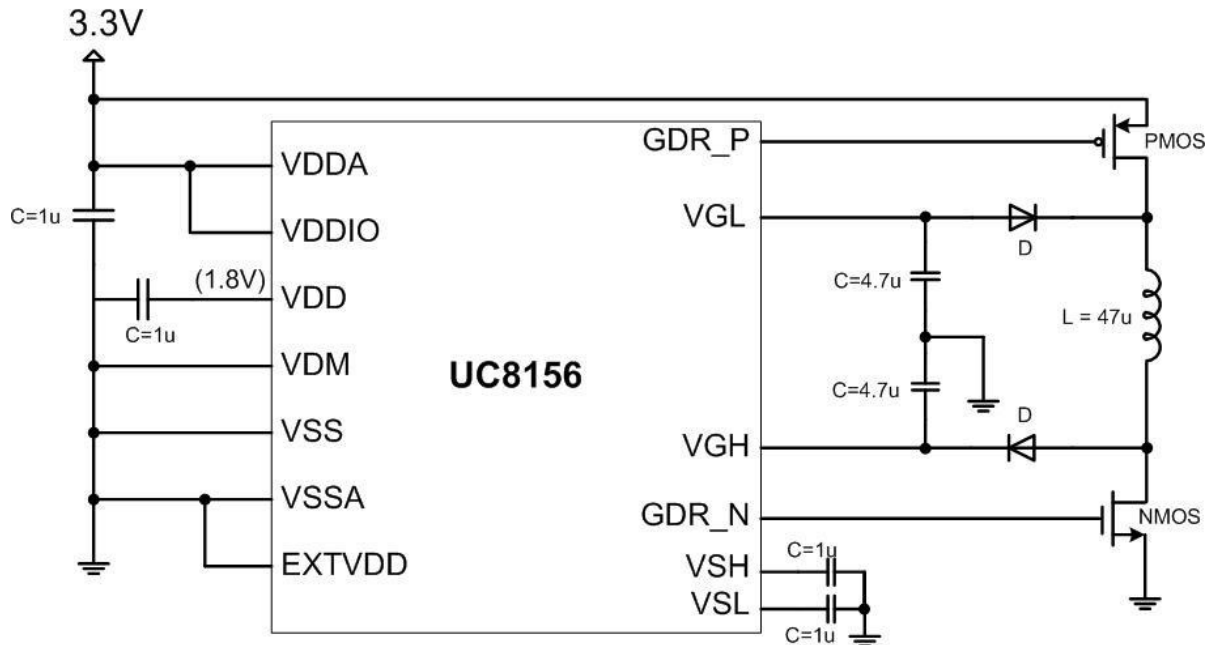 3.3V
GDR_P
PMOS
VDDA
C=1u
VGL
VDDIO
D
(1.8V)
C=4.7u
VDD
L = 47u
C=1u
VDM
UC8156
C=4.7u
D
VSS
VGH
VSSA
GDR_N
NMOS
C=1u
EXTVDD
VSH
VSL
C=1u